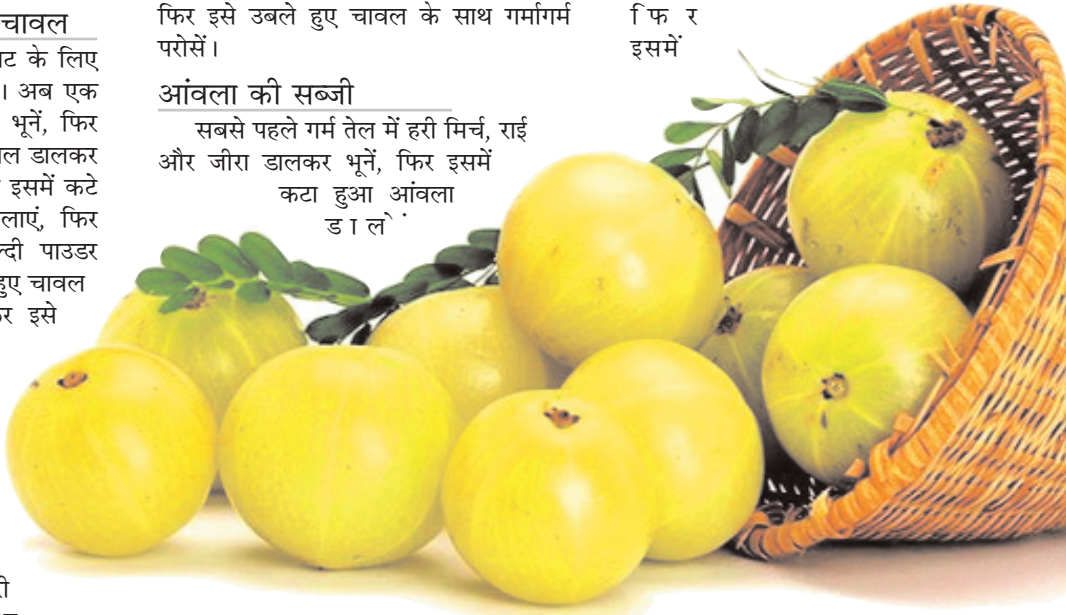 चावल
के लिए
। अब एक
भूनें, फिर
डालकर
इसमें कटे
फिर
पाउडर
हुए चावल
इसे
फिर इसे उबले हुए चावल के साथ गर्मागर्म
परोसें।
आंवला की सब्जी
सबसे पहले गर्म तेल में हरी मिर्च, राई
और जीरा डालकर भूनें, फिर इसमें
कटा हुआ आंवला
डालें
फिर
इसमें